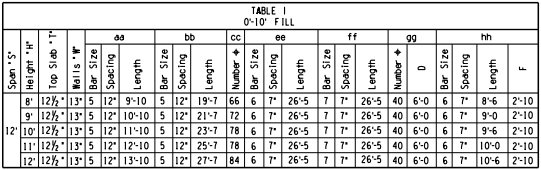 TABLE I
0'-10' FILL
aa bb cc ee ff gg hh
Span "S" Height "H" Top Slab "T" Walls "W" Bar Size Spacing Length Bar Size Spacing Length Number # Bar Size Spacing Length Bar Size Spacing Length Number # D Bar Size Spacing Length F
8' 12½" 13" 5 12" 9'-10 5 12" 19'-7 66 6 7" 26'-5 7 7" 26'-5 40 6'-0 6 7" 8'-6 2'-10
9' 12½" 13" 5 12" 10'-10 5 12" 21'-7 72 6 7" 26'-5 7 7" 26'-5 40 6'-0 6 7" 9'-0 2'-10
12' 10' 12½" 13" 5 12" 11'-10 5 12" 23'-7 78 6 7" 26'-5 7 7" 26'-5 40 6'-0 6 7" 9'-6 2'-10
11' 12½" 13" 5 12" 12'-10 5 12" 25'-7 78 6 7" 26'-5 7 7" 26'-5 40 6'-0 6 7" 10'-0 2'-10
12' 12½" 13" 5 12" 13'-10 5 12" 27'-7 84 6 7" 26'-5 7 7" 26'-5 40 6'-0 6 7" 10'-6 2'-10